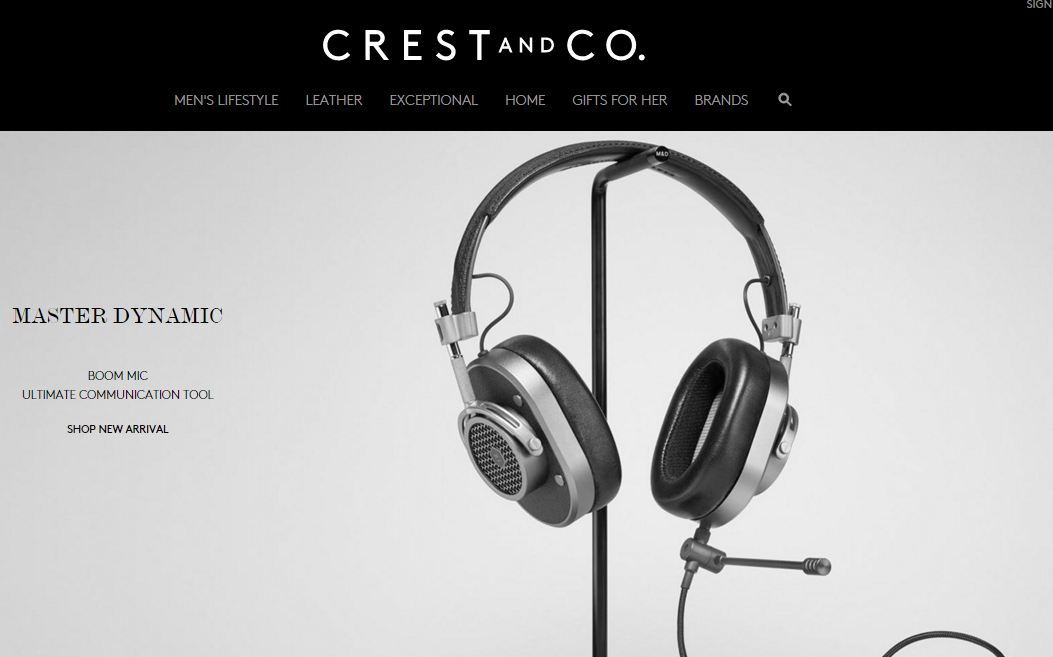 SIGN
CREST AND CO.
MEN'S LIFESTYLE LEATHER EXCEPTIONAL HOME GIFTS FOR HER BRANDS
M&D
MASTER DYNAMIC
BOOM MIC
ULTIMATE COMMUNICATION TOOL
SHOP NEW ARRIVAL